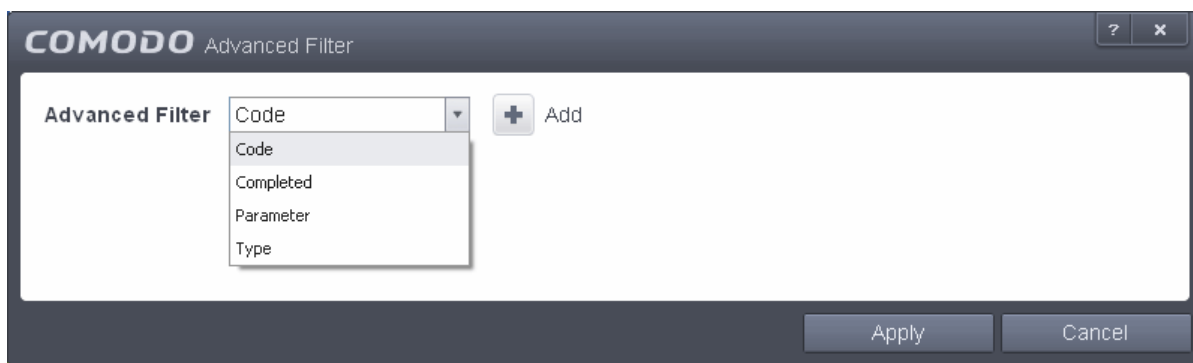 COMODO Advanced Filter
? x
Advanced Filter Code + Add
Code
Completed
Parameter
Type
Apply Cancel